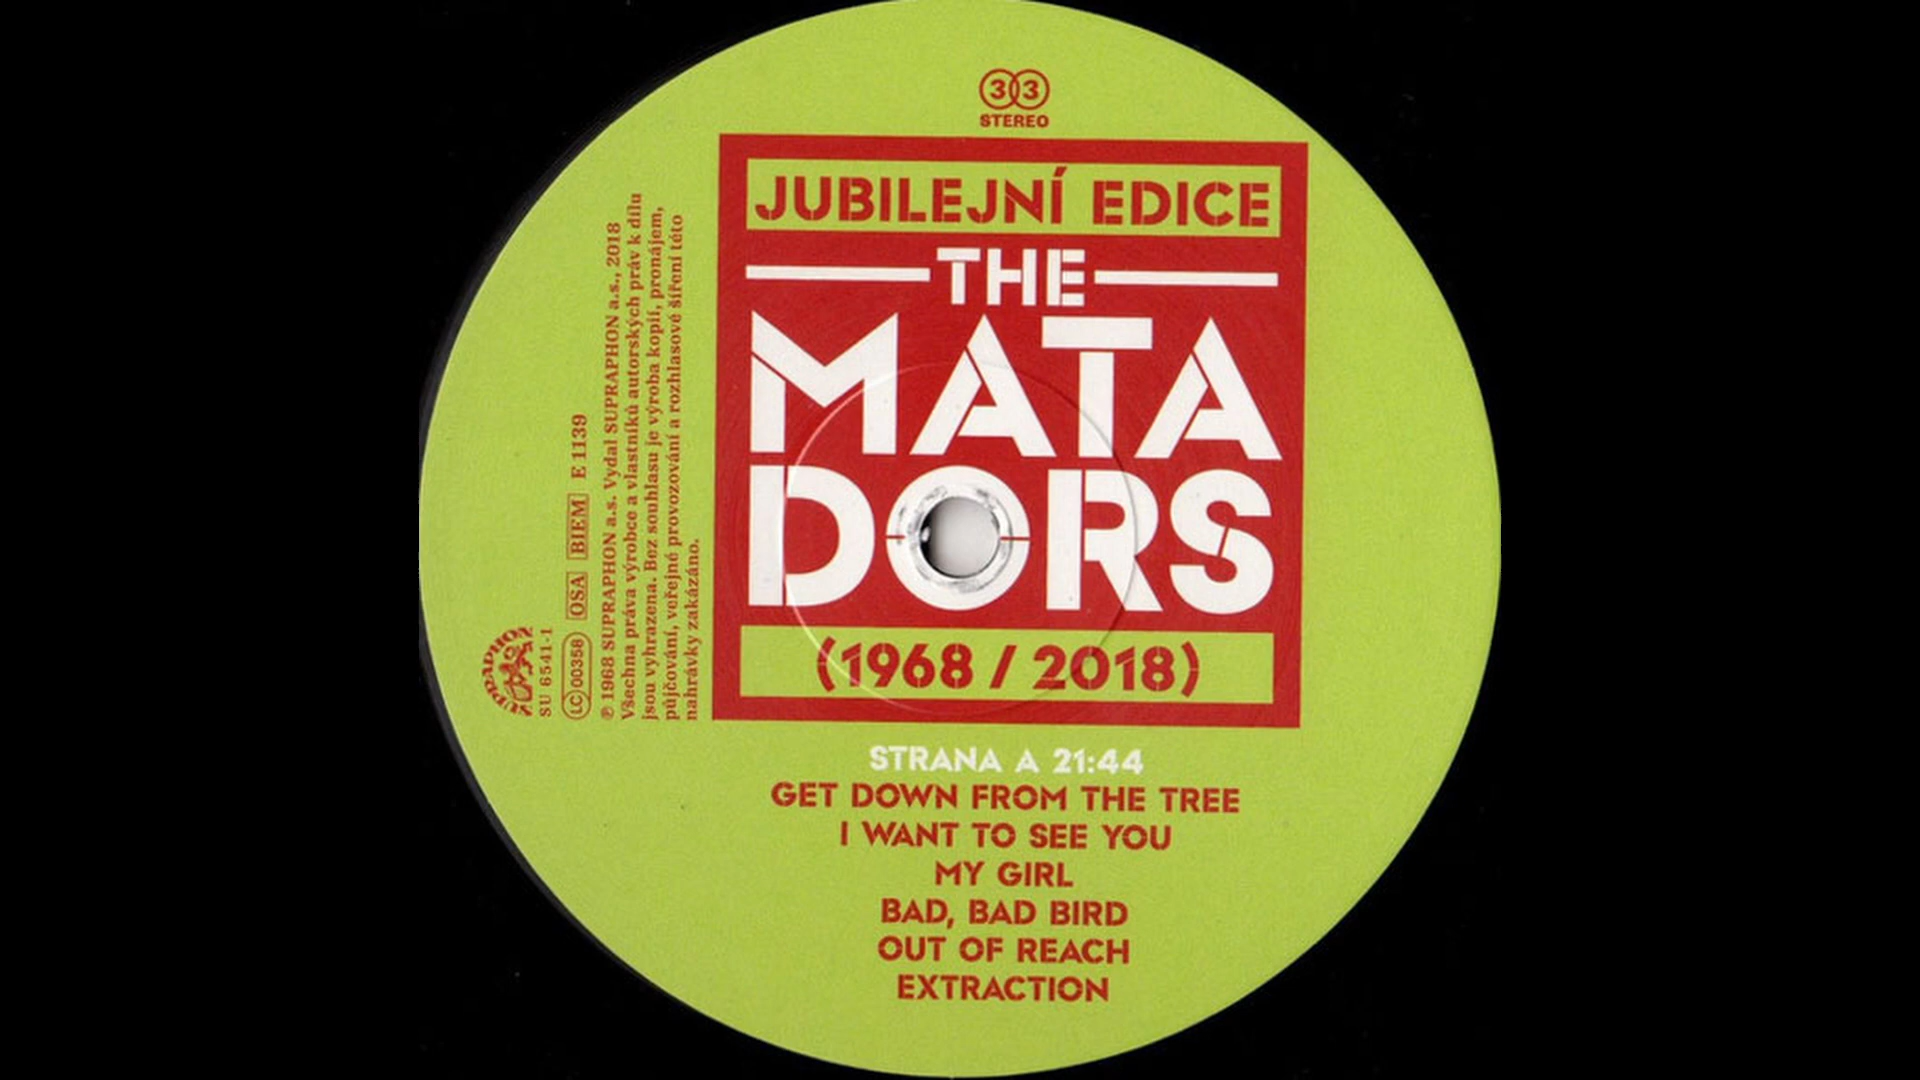 33
STEREO
JUBILEJNÍ EDICE
THE
MATA
DORS
(1968 / 2018)
STRANA A 21:44
GET DOWN FROM THE TREE
I WANT TO SEE YOU
MY GIRL
BAD, BAD BIRD
OUT OF REACH
EXTRACTION
SUPRAPHON
SU 6541-1
LC 00358 OSA BIEM E 1139
℗ 1968 SUPRAPHON a.s. Vydal SUPRAPHON a.s., 2018
Všechna práva výrobce a vlastníků autorských práv k dílu
jsou vyhrazena. Bez souhlasu je výroba kopií, pronájem,
půjčování, veřejné provozování a rozhlasové šíření této
nahrávky zakázáno.